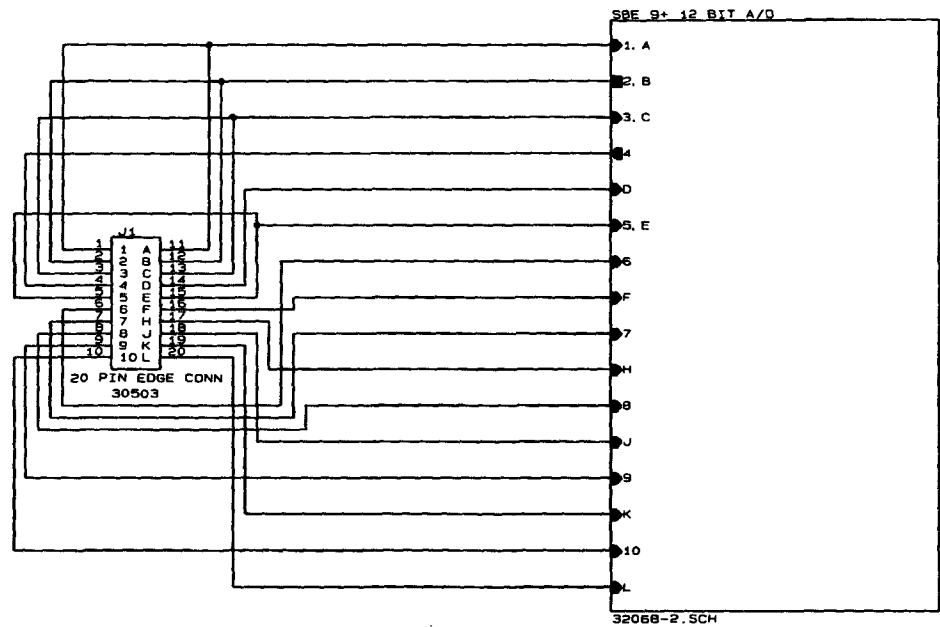 SBE 9+ 12 BIT A/D
1, A
2, B
3, C
4
D
5, E
6
F
7
H
8
J
9
K
10
L
32068-2.SCH
J1
1 1 A 11
2 2 B 12
3 3 C 13
4 4 D 14
5 5 E 15
6 6 F 16
7 7 H 17
8 8 J 18
9 9 K 19
10 10 L 20
20 PIN EDGE CONN
30503